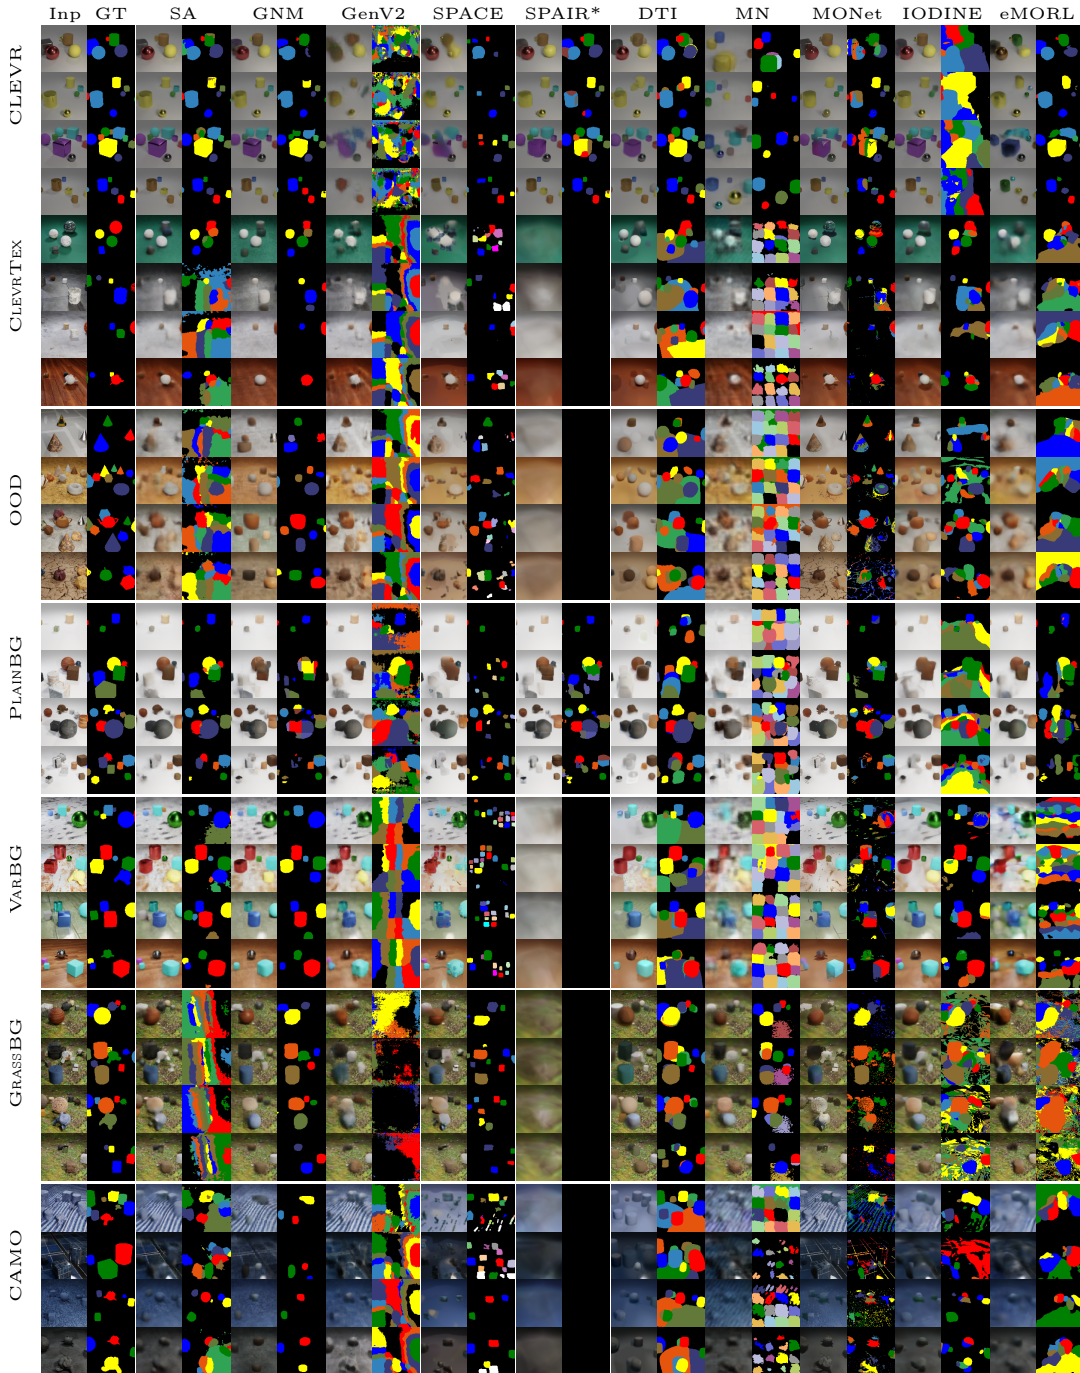 Inp GT SA GNM GenV2 SPACE SPAIR* DTI MN MONet IODINE eMORL
CLEVR
CLEVRTEX
OOD
PLAINBG
VARBG
GRASSBG
CAMO